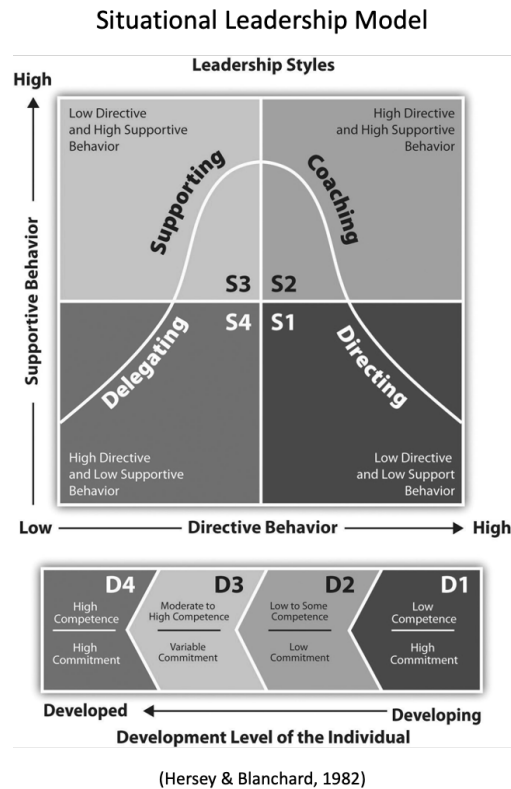 Situational Leadership Model
Leadership Styles
High
Low Directive
and High Supportive
Behavior
High Directive
and High Supportive
Behavior
Supporting
Coaching
Supportive Behavior
S3 S2
S4 S1
Delegating
Directing
High Directive
and Low Supportive
Behavior
Low Directive
and Low Support
Behavior
Low Directive Behavior High
D4
High
Competence
High
Commitment
D3
Moderate to
High Competence
Variable
Commitment
D2
Low to Some
Competence
Low
Commitment
D1
Low
Competence
High
Commitment
Developed Developing
Development Level of the Individual
(Hersey & Blanchard, 1982)